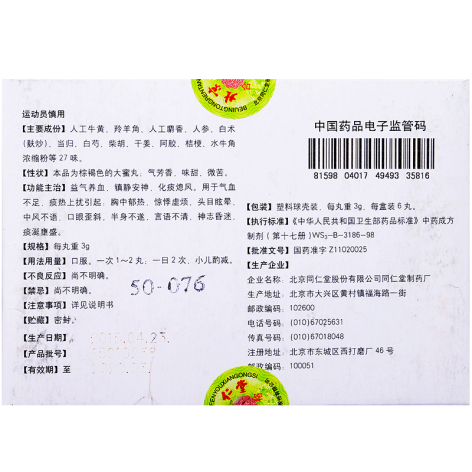 运动员慎用
【主要成份】人工牛黄、羚羊角、人工麝香、人参、白术
(麸炒)、当归、白芍、柴胡、干姜、阿胶、桔梗、水牛角
浓缩粉等27味。
【性状】本品为棕褐色的大蜜丸；气芳香，味甜、微苦。
【功能主治】益气养血，镇静安神，化痰熄风。用于气血
不足，痰热上扰引起：胸中郁热，惊悸虚烦，头目眩晕，
中风不语，口眼歪斜，半身不遂，言语不清，神志昏迷，
痰涎壅盛。
【规格】每丸重3g
【用法用量】口服。一次1～2丸，一日2次，小儿酌减。
【不良反应】尚不明确。
【禁忌】尚不明确。
50-076
【注意事项】详见说明书
【贮藏】密封。
【生产日期】
【产品批号】
【有效期】至
BEIJINGTONGRENTANG
中国药品电子监管码
81598 04017 49493 35816
【包装】塑料球壳装，每丸重3g，每盒装6丸。
【执行标准】《中华人民共和国卫生部药品标准》中药成方
制剂(第十七册)WS₃-B-3186-98
【批准文号】国药准字Z11020025
【生产企业】
企业名称：北京同仁堂股份有限公司同仁堂制药厂
生产地址：北京市大兴区黄村镇福海路一街
邮政编码：102600
电话号码：(010)67025631
传真号码：(010)67018048
注册地址：北京市东城区西打磨厂46号
邮政编码：100051
仁堂